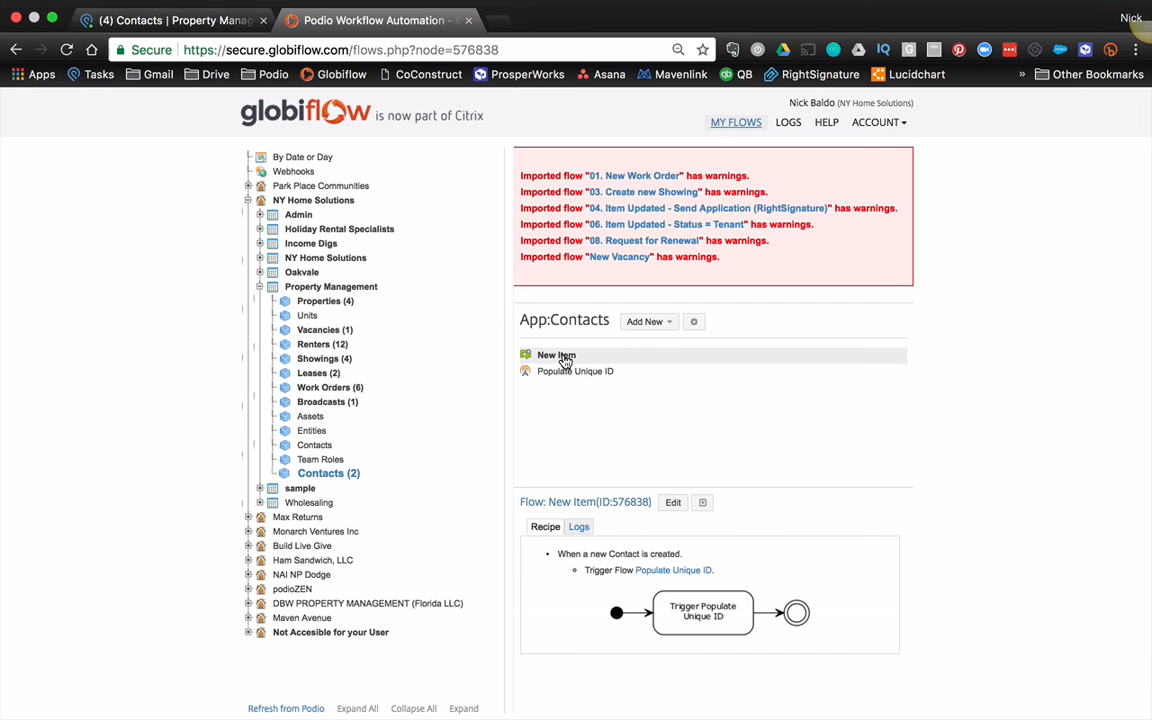 (4) Contacts | Property Manag
Podio Workflow Automation -
Nick
Secure
https://secure.globiflow.com/flows.php?node=576838
Apps
Tasks
Gmail
Drive
Podio
Globiflow
CoConstruct
ProsperWorks
Asana
Mavenlink
QB
RightSignature
Lucidchart
»
Other Bookmarks
globiflow is now part of Citrix
Nick Baldo (NY Home Solutions)
MY FLOWS
LOGS
HELP
ACCOUNT
By Date or Day
Webhooks
Park Place Communities
NY Home Solutions
Admin
Holiday Rental Specialists
Income Digs
NY Home Solutions
Oakvale
Property Management
Properties (4)
Units
Vacancies (1)
Renters (12)
Showings (4)
Leases (2)
Work Orders (6)
Broadcasts (1)
Assets
Entities
Contacts
Team Roles
Contacts (2)
sample
Wholesaling
Max Returns
Monarch Ventures Inc
Build Live Give
Ham Sandwich, LLC
NAI NP Dodge
podioZEN
DBW PROPERTY MANAGEMENT (Florida LLC)
Maven Avenue
Not Accesible for your User
Refresh from Podio
Expand All
Collapse All
Expand
Imported flow "01. New Work Order" has warnings.
Imported flow "03. Create new Showing" has warnings.
Imported flow "04. Item Updated - Send Application (RightSignature)" has warnings.
Imported flow "06. Item Updated - Status = Tenant" has warnings.
Imported flow "08. Request for Renewal" has warnings.
Imported flow "New Vacancy" has warnings.
App:Contacts
Add New
New Item
Populate Unique ID
Flow: New Item(ID:576838)
Edit
Recipe
Logs
When a new Contact is created.
Trigger Flow Populate Unique ID.
Trigger Populate
Unique ID